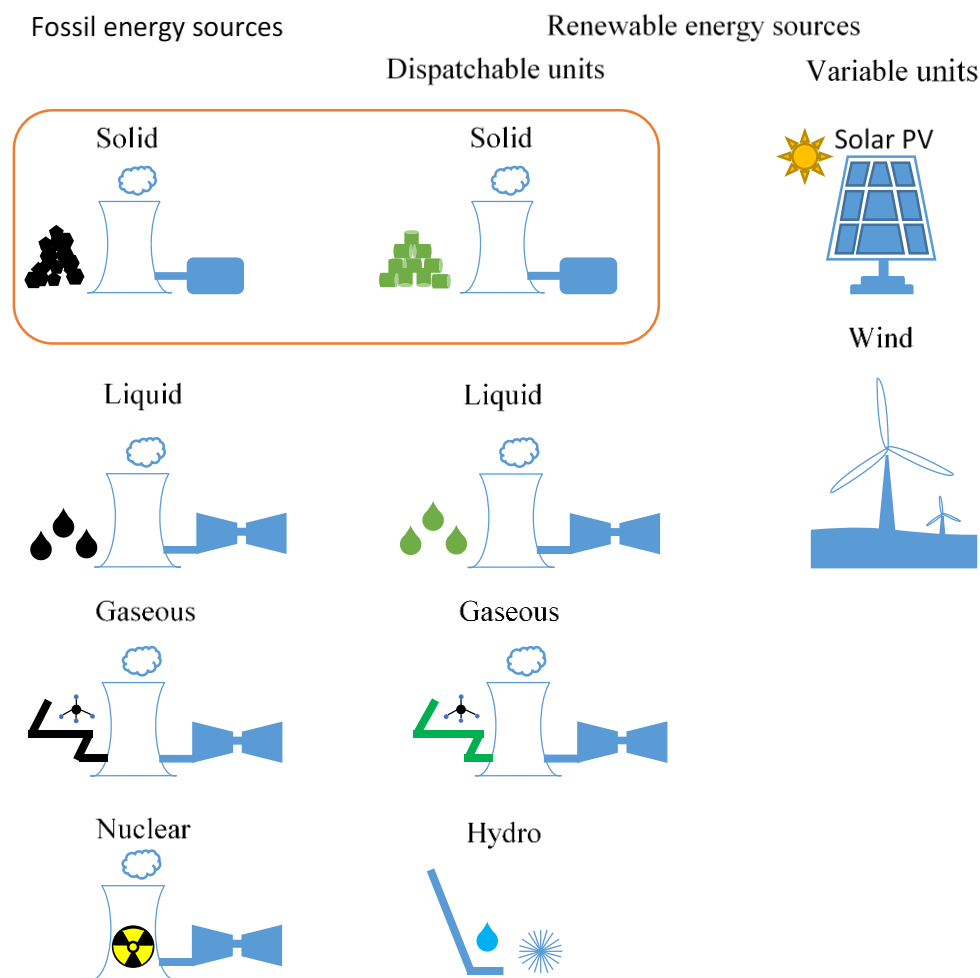 Fossil energy sources
Renewable energy sources
Dispatchable units
Variable units
Solid
Solid
Solar PV
Wind
Liquid
Liquid
Gaseous
Gaseous
Nuclear
Hydro